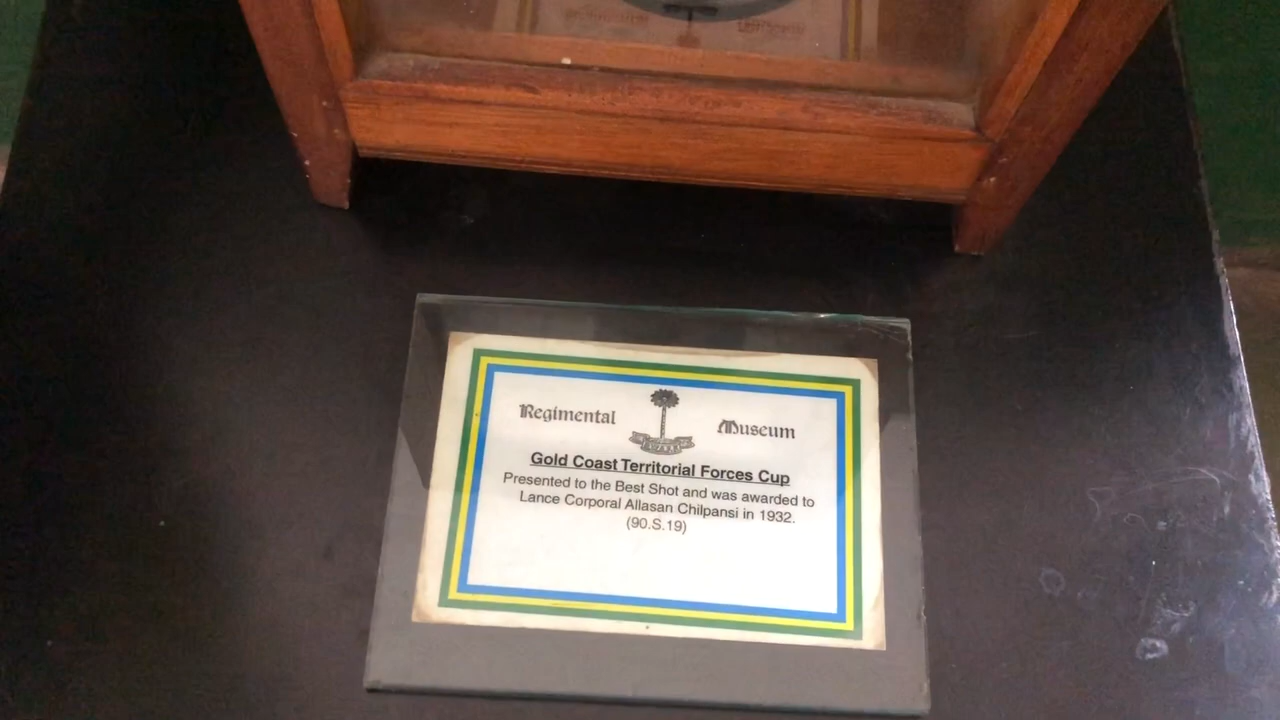 Regimental Museum
Gold Coast Territorial Forces Cup
Presented to the Best Shot and was awarded to
Lance Corporal Allasan Chilpansi in 1932.
(90.S.19)